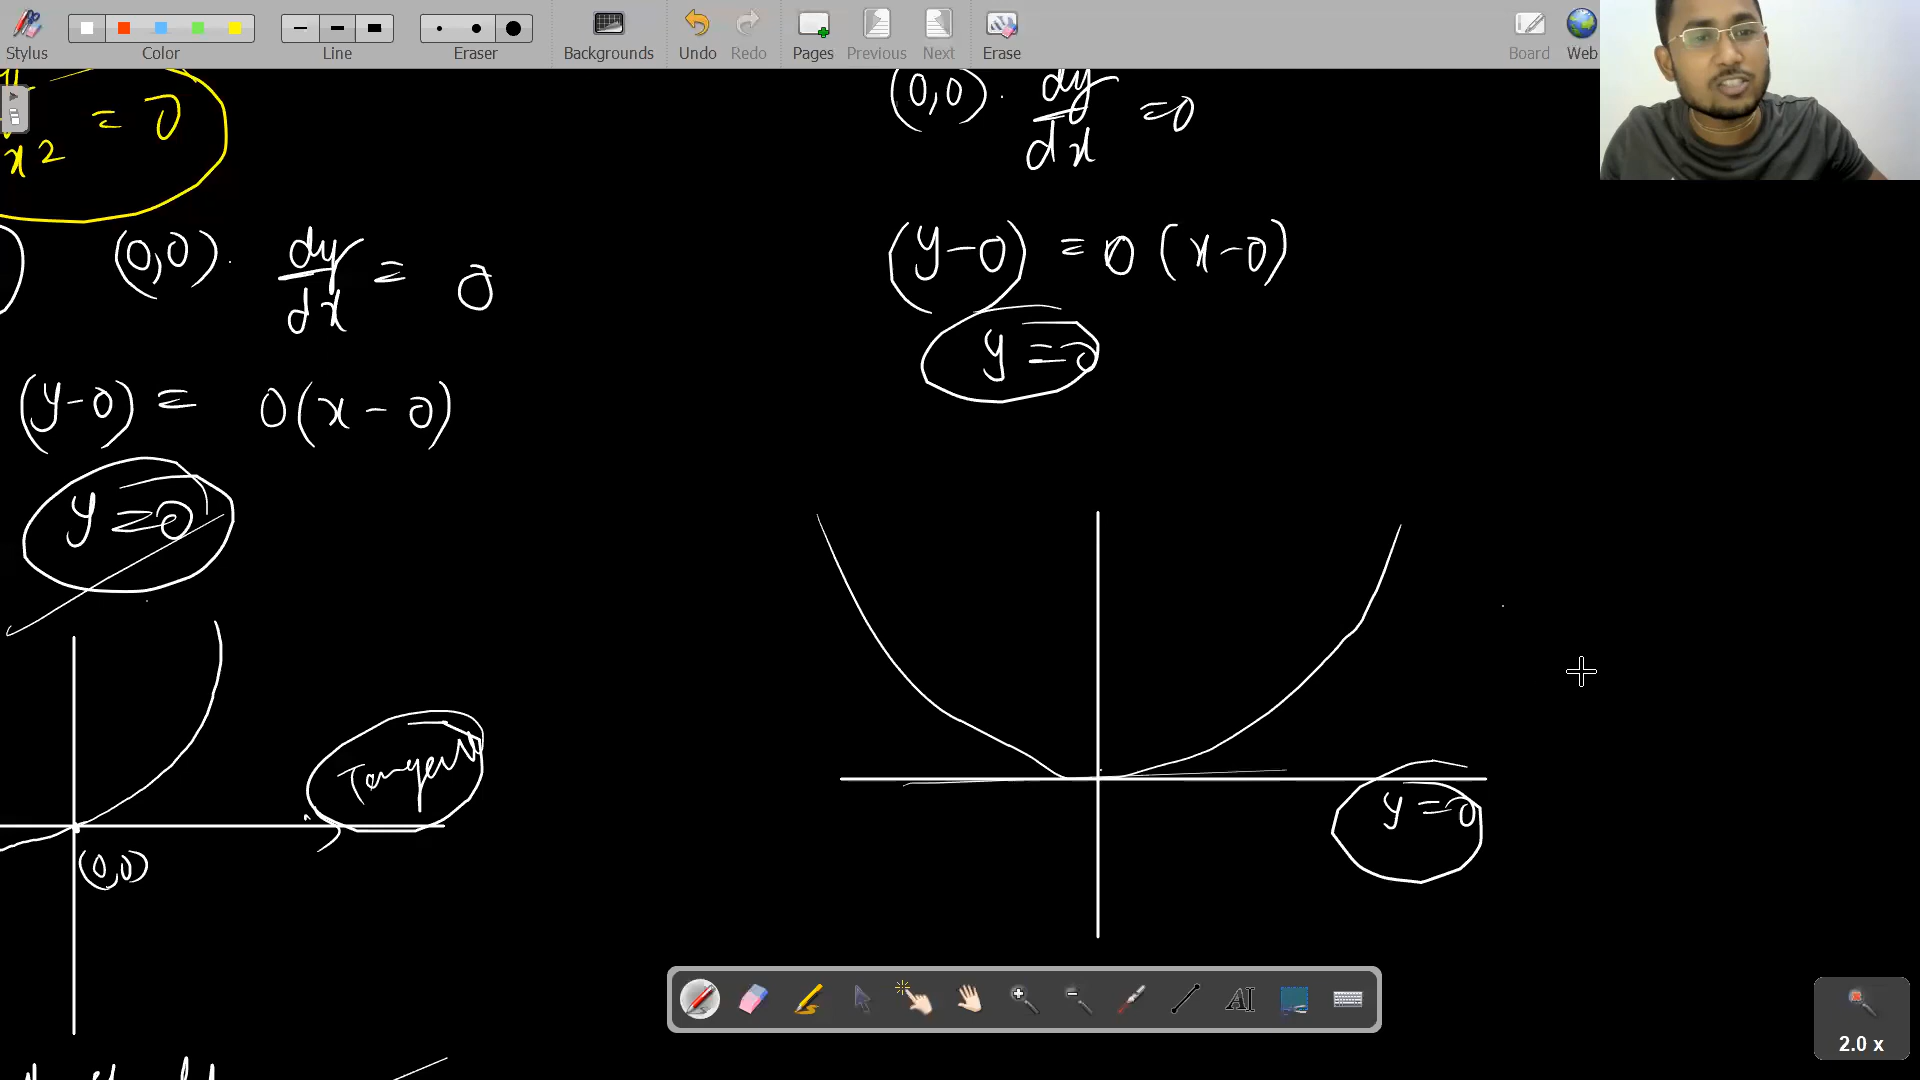 Stylus
Color
Line
Eraser
Backgrounds
Undo
Redo
Pages
Previous
Next
Erase
Board
Web
x2 = 0
(0,0). dy/dx = 0
(y-0) = 0(x-0)
y=0
Tangent
(0,0)
(0,0). dy/dx =0
(y-0) = 0(x-0)
y=0
y=0
AI
2.0 x